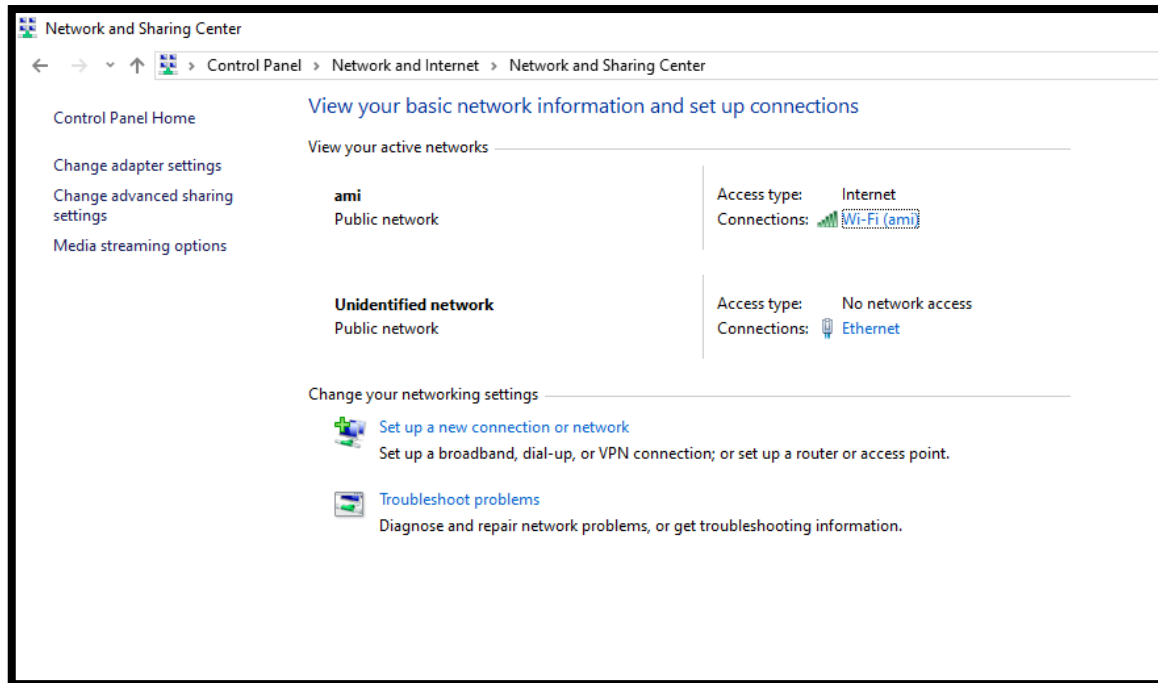 Network and Sharing Center
Control Panel > Network and Internet > Network and Sharing Center
Control Panel Home
Change adapter settings
Change advanced sharing
settings
Media streaming options
View your basic network information and set up connections
View your active networks
ami
Public network
Access type: Internet
Connections: Wi-Fi (ami)
Unidentified network
Public network
Access type: No network access
Connections: Ethernet
Change your networking settings
Set up a new connection or network
Set up a broadband, dial-up, or VPN connection; or set up a router or access point.
Troubleshoot problems
Diagnose and repair network problems, or get troubleshooting information.